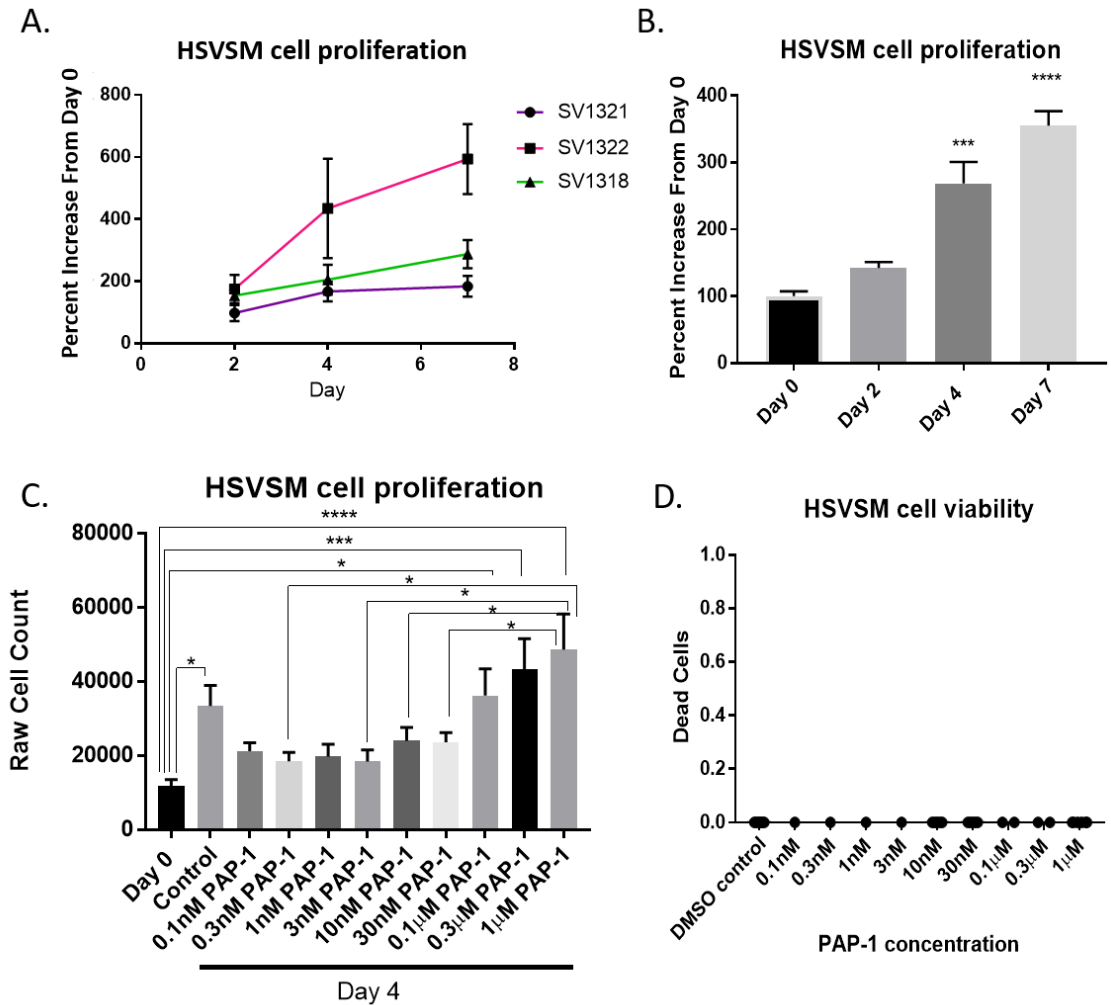 A.
HSVSM cell proliferation
Percent Increase From Day 0
800
600
400
200
0
0
2
4
6
8
Day
SV1321
SV1322
SV1318
B.
HSVSM cell proliferation
Percent Increase From Day 0
400
300
200
100
0
***
****
Day 0
Day 2
Day 4
Day 7
C.
HSVSM cell proliferation
Raw Cell Count
80000
60000
40000
20000
0
****
***
*
*
*
*
*
*
Day 0
Control
0.1nM PAP-1
0.3nM PAP-1
1nM PAP-1
3nM PAP-1
10nM PAP-1
30nM PAP-1
0.1µM PAP-1
0.3µM PAP-1
1µM PAP-1
Day 4
D.
HSVSM cell viability
Dead Cells
1.0
0.8
0.6
0.4
0.2
0.0
DMSO control
0.1nM
0.3nM
1nM
3nM
10nM
30nM
0.1µM
0.3µM
1µM
PAP-1 concentration